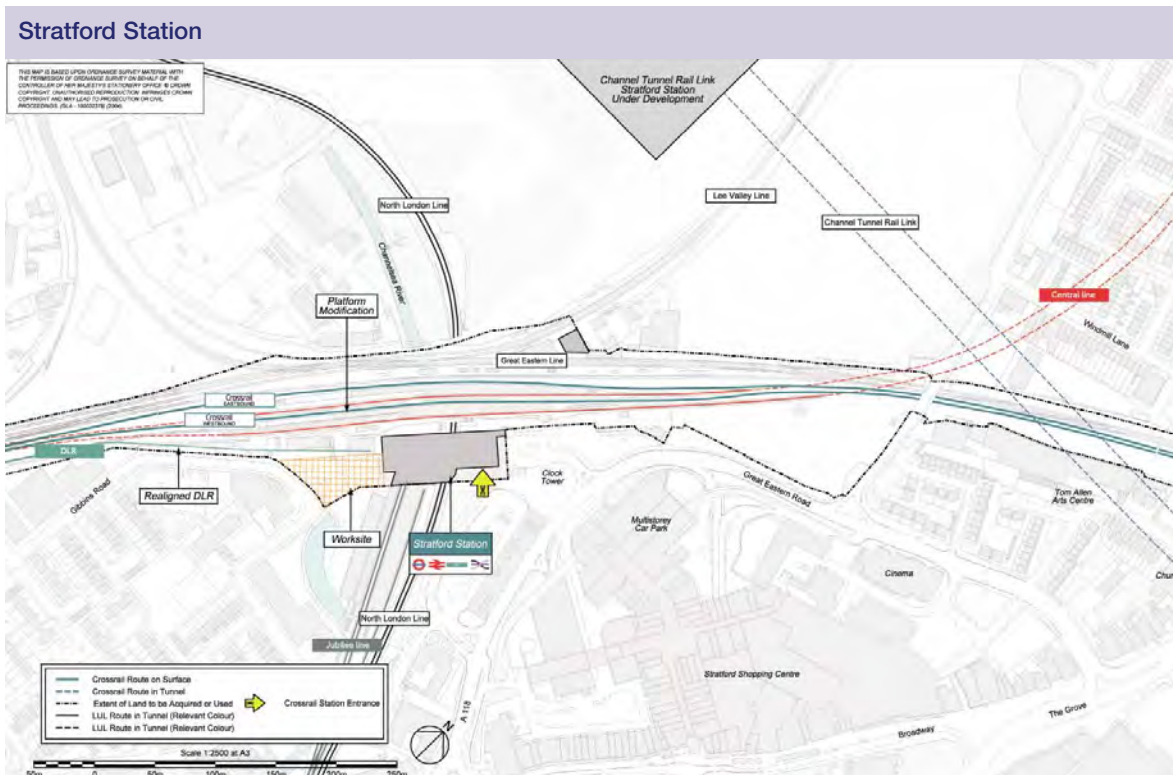 Stratford Station
THIS MAP IS BASED UPON ORDNANCE SURVEY MATERIAL WITH
THE PERMISSION OF ORDNANCE SURVEY ON BEHALF OF THE
CONTROLLER OF HER MAJESTY'S STATIONERY OFFICE © CROWN
COPYRIGHT. UNAUTHORISED REPRODUCTION INFRINGES CROWN
COPYRIGHT AND MAY LEAD TO PROSECUTION OR CIVIL
PROCEEDINGS.
Channel Tunnel Rail Link
Stratford Station
Under Development
North London Line
Lee Valley Line
Channel Tunnel Rail Link
Channelsea River
Platform
Modification
Central line
Windmill Lane
Great Eastern Line
Crossrail
EASTBOUND
Crossrail
WESTBOUND
DLR
Gibbins Road
Realigned DLR
Worksite
Clock
Tower
Great Eastern Road
Multistorey
Car Park
Tom Allen
Arts Centre
Stratford Station
Cinema
North London Line
Jubilee line
Stratford Shopping Centre
A 118
Broadway
The Grove
Crossrail Route on Surface
Crossrail Route in Tunnel
Extent of Land to be Acquired or Used
Crossrail Station Entrance
LUL Route in Tunnel (Relevant Colour)
LUL Route in Tunnel (Relevant Colour)
N
Scale 1:2500 at A3
50m 0 50m 100m 150m 200m 250m